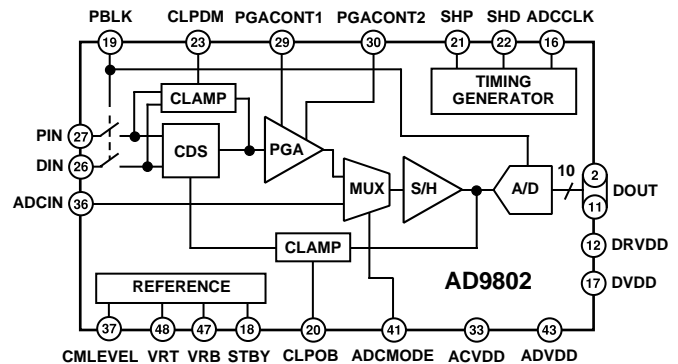 PBLK CLPDM PGACONT1 PGACONT2 SHP SHD ADCCLK
19 23 29 30 21 22 16
CLAMP
TIMING
GENERATOR
PIN 27
DIN 26
CDS
PGA
ADCIN 36
MUX
S/H
A/D
10
2
11
DOUT
CLAMP
12 DRVDD
REFERENCE
AD9802
17 DVDD
37 48 47 18 20 41 33 43
CMLEVEL VRT VRB STBY CLPOB ADCMODE ACVDD ADVDD